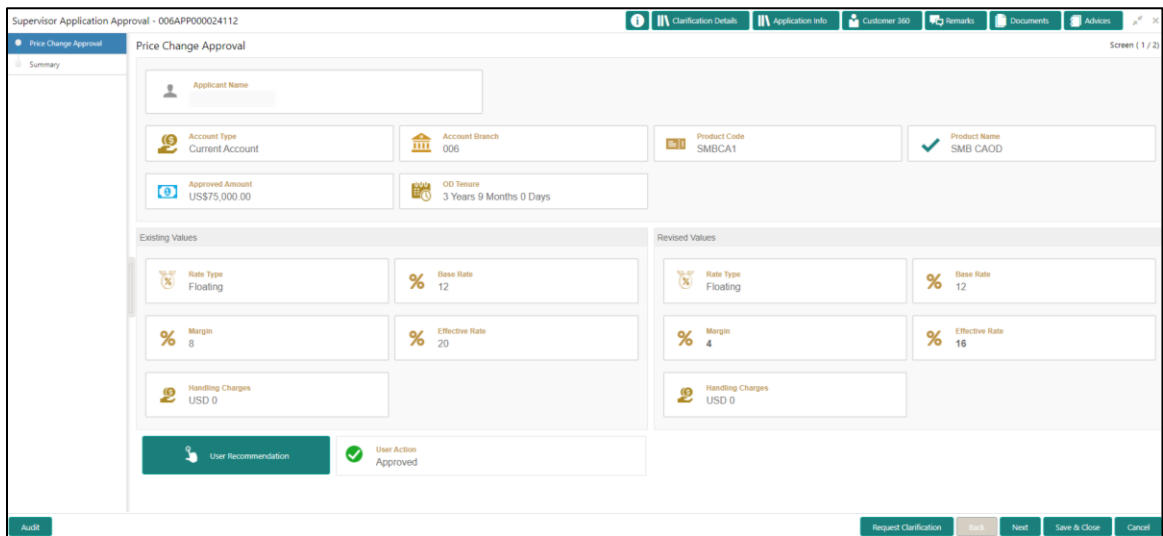 Supervisor Application Approval - 006APP000024112
Clarification Details
Application Info
Customer 360
Remarks
Documents
Advices
Price Change Approval
Summary
Price Change Approval
Screen ( 1 / 2)
Applicant Name
Account Type
Current Account
Account Branch
006
Product Code
SMBCA1
Product Name
SMB CAOD
Approved Amount
US$75,000.00
OD Tenure
3 Years 9 Months 0 Days
Existing Values
Rate Type
Floating
Base Rate
12
Margin
8
Effective Rate
20
Handling Charges
USD 0
Revised Values
Rate Type
Floating
Base Rate
12
Margin
4
Effective Rate
16
Handling Charges
USD 0
User Recommendation
User Action
Approved
Audit
Request Clarification
Back
Next
Save & Close
Cancel